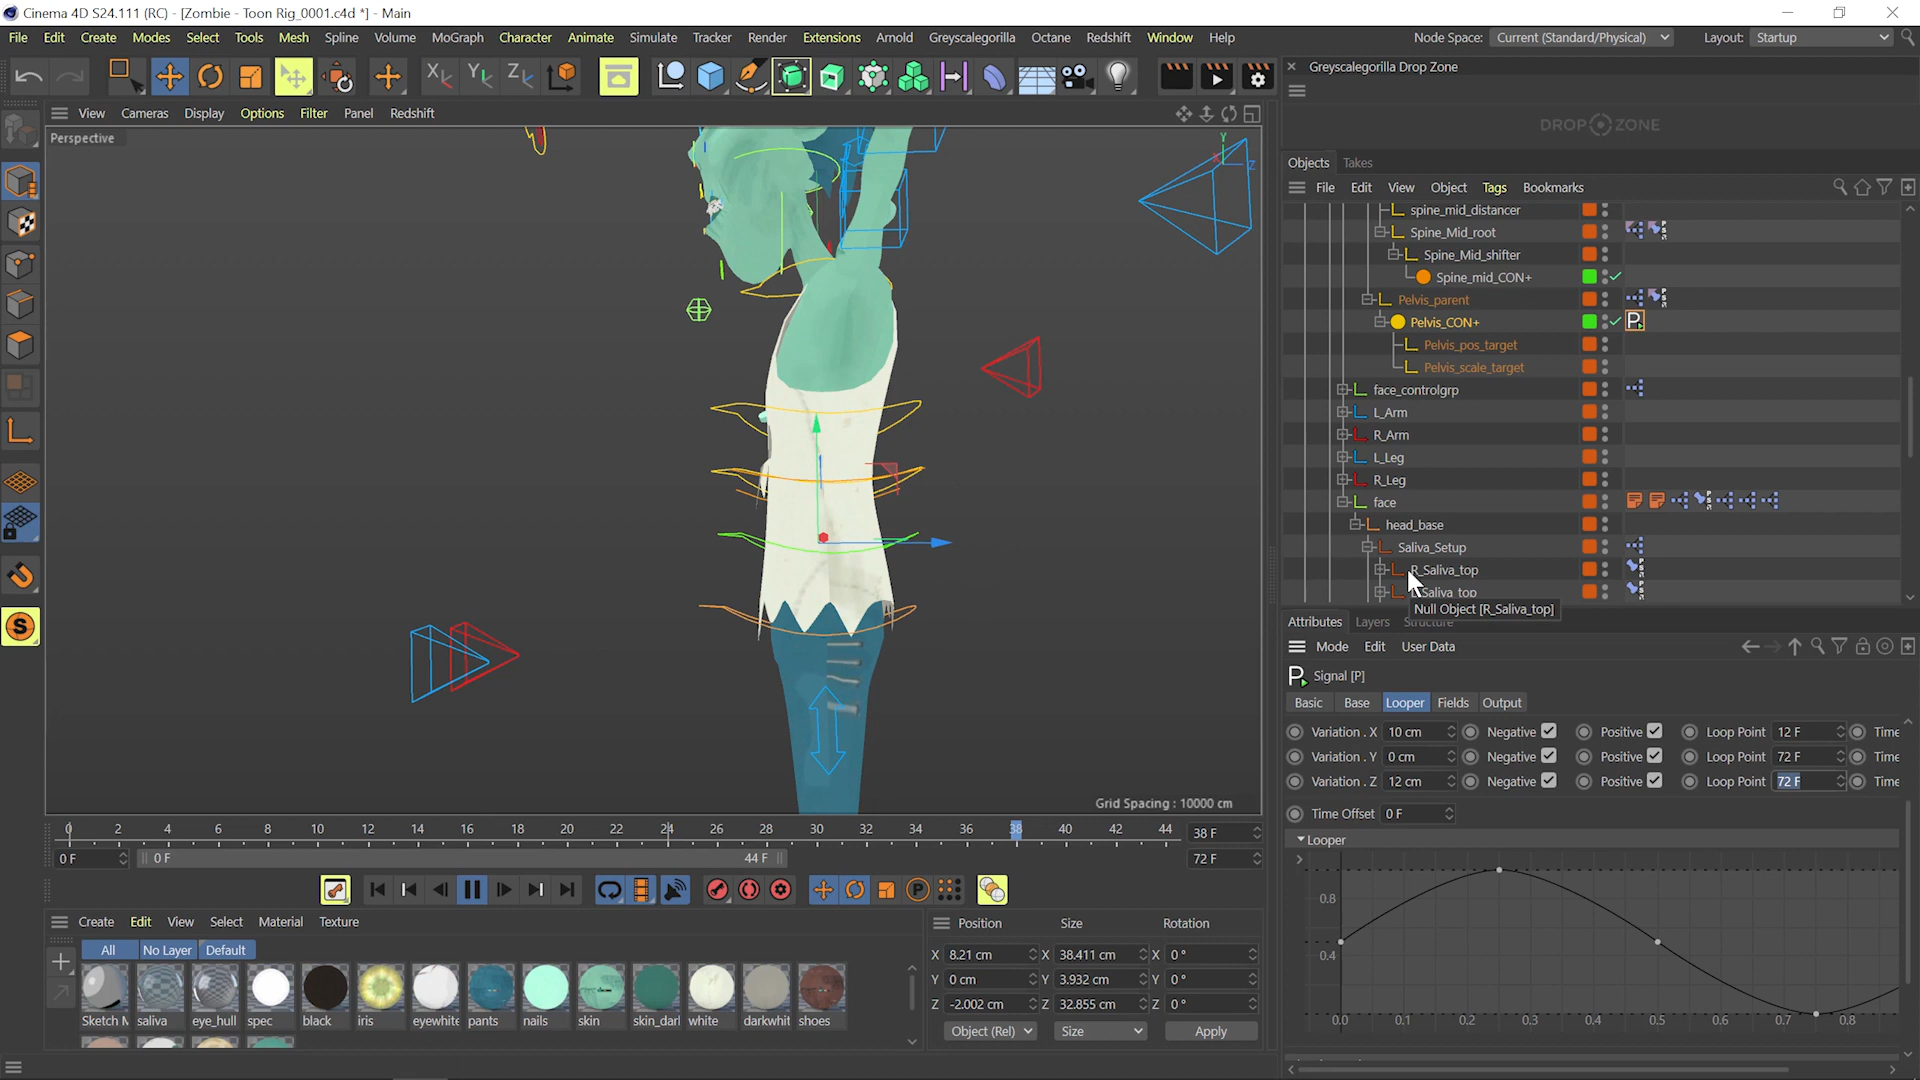 Cinema 4D S24.111 (RC) - [Zombie - Toon Rig_0001.c4d *] - Main
File Edit Create Modes Select Tools Mesh Spline Volume MoGraph Character Animate Simulate Tracker Render Extensions Arnold Greyscalegorilla Octane Redshift Window Help
Node Space: Current (Standard/Physical) Layout: Startup
X Y Z
Greyscalegorilla Drop Zone
DROP ZONE
View Cameras Display Options Filter Panel Redshift
Perspective
Y
X
Z
Grid Spacing : 10000 cm
Objects Takes
File Edit View Object Tags Bookmarks
spine_mid_distancer
Spine_Mid_root
Spine_Mid_shifter
Spine_mid_CON+
Pelvis_parent
Pelvis_CON+
Pelvis_pos_target
Pelvis_scale_target
face_controlgrp
L_Arm
R_Arm
L_Leg
R_Leg
face
head_base
Saliva_Setup
R_Saliva_top
Saliva_top
Null Object [R_Saliva_top]
Attributes Layers Structure
Mode Edit User Data
Signal [P]
Basic Base Looper Fields Output
Variation . X 10 cm Negative Positive Loop Point 12 F Time
Variation . Y 0 cm Negative Positive Loop Point 72 F Time
Variation . Z 12 cm Negative Positive Loop Point 72 F Time
Time Offset 0 F
Looper
0.8
0.4
0.0 0.1 0.2 0.3 0.4 0.5 0.6 0.7 0.8
0 2 4 6 8 10 12 14 16 18 20 22 24 26 28 30 32 34 36 38 40 42 44 38 F
0 F 0 F 44 F 72 F
Create Edit View Select Material Texture
All No Layer Default
Sketch M saliva eye_hull spec black iris eyewhite pants nails skin skin_darl white darkwhit shoes
Position Size Rotation
X 8.21 cm X 38.411 cm X 0 °
Y 0 cm Y 3.932 cm Y 0 °
Z -2.002 cm Z 32.855 cm Z 0 °
Object (Rel) Size Apply